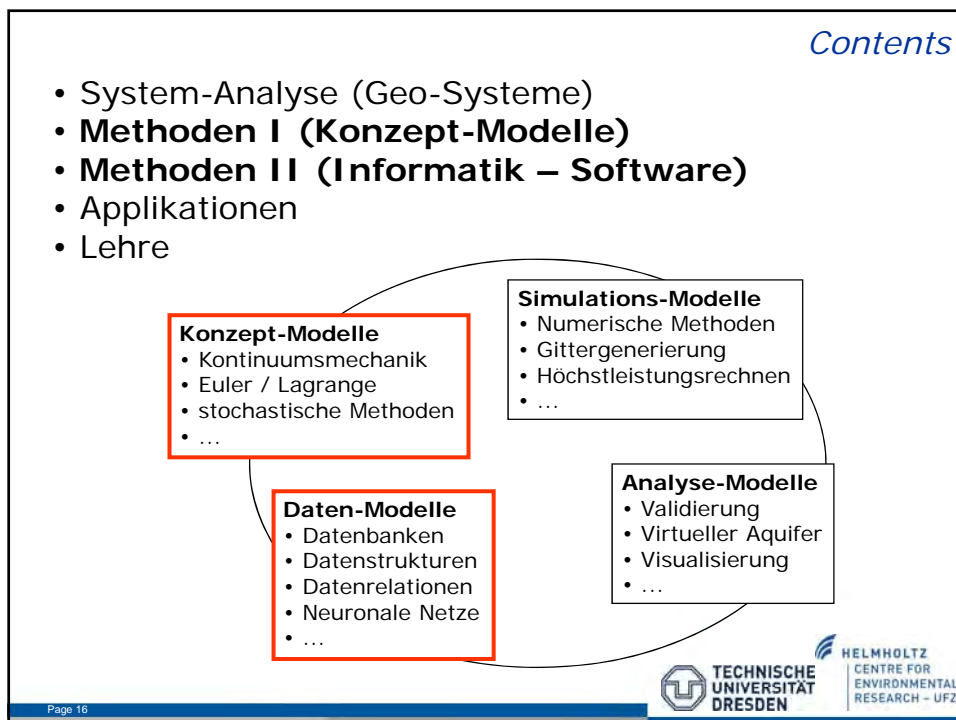 Contents
• System-Analyse (Geo-Systeme)
• Methoden I (Konzept-Modelle)
• Methoden II (Informatik – Software)
• Applikationen
• Lehre
Simulations-Modelle
• Numerische Methoden
• Gittergenerierung
• Höchstleistungsrechnen
• ...
Konzept-Modelle
• Kontinuumsmechanik
• Euler / Lagrange
• stochastische Methoden
• ...
Analyse-Modelle
• Validierung
• Virtueller Aquifer
• Visualisierung
• ...
Daten-Modelle
• Datenbanken
• Datenstrukturen
• Datenrelationen
• Neuronale Netze
• ...
TECHNISCHE
UNIVERSITÄT
DRESDEN
HELMHOLTZ
CENTRE FOR
ENVIRONMENTAL
RESEARCH – UFZ
Page 16